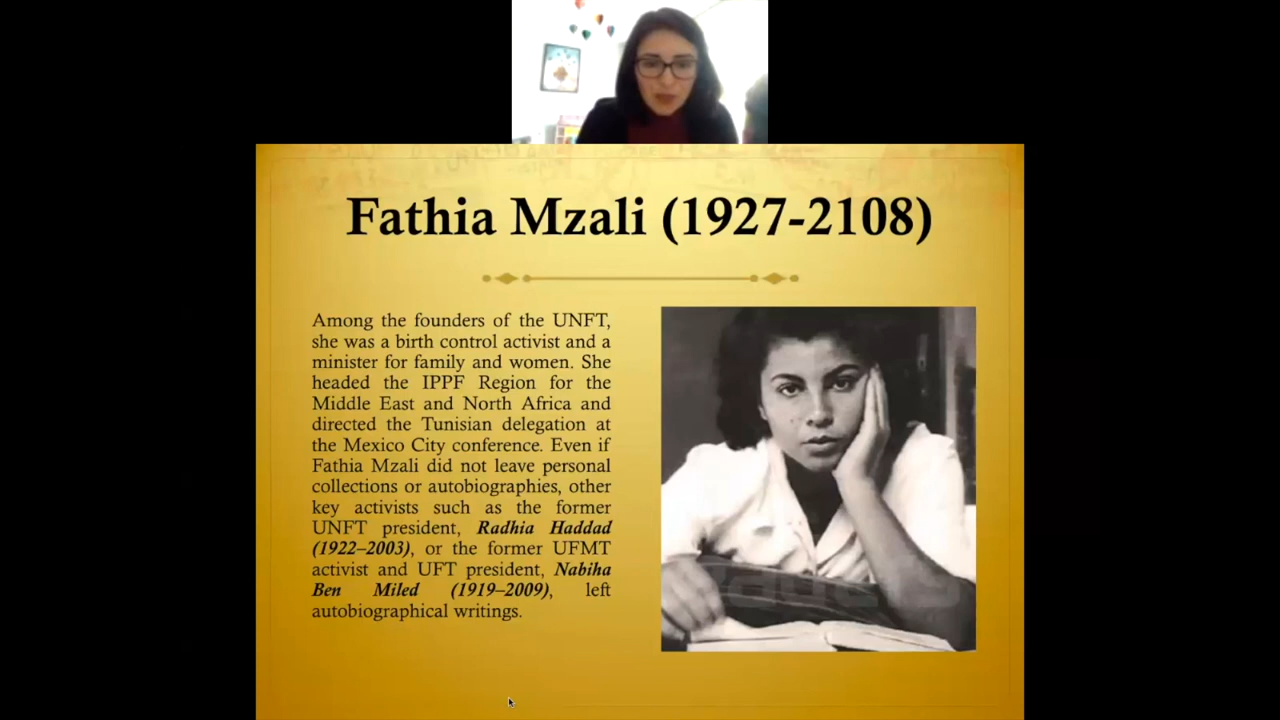 Fathia Mzali (1927-2108)
Among the founders of the UNFT,
she was a birth control activist and a
minister for family and women. She
headed the IPPF Region for the
Middle East and North Africa and
directed the Tunisian delegation at
the Mexico City conference. Even if
Fathia Mzali did not leave personal
collections or autobiographies, other
key activists such as the former
UNFT president, Radhia Haddad
(1922–2003), or the former UFMT
activist and UFT president, Nabiha
Ben Miled (1919–2009), left
autobiographical writings.